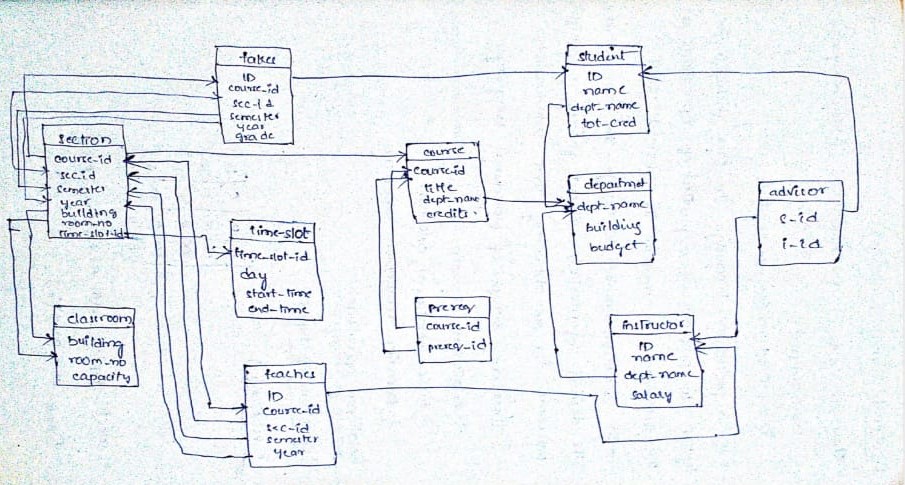 takes
ID
course-id
sec-id
semester
year
grade
student
ID
name
dept-name
tot-cred
section
course-id
sec.id
semester
year
building
room-no
time-slot-id
course
course-id
title
dept-name
credits
departmet
dept-name
building
budget
advisor
s-id
i-id
time-slot
time-slot-id
day
start-time
end-time
prereq
course-id
prereq-id
classroom
building
room-no
capacity
instructor
ID
name
dept-name
salary
teaches
ID
course-id
sec-id
semester
year